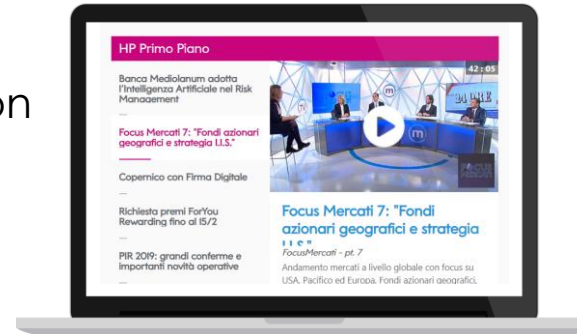 on
HP Primo Piano
Banca Mediolanum adotta
l'Intelligenza Artificiale nel Risk
Management
Focus Mercati 7: "Fondi azionari
geografici e strategia I.I.S."
Copernico con Firma Digitale
Richiesta premi ForYou
Rewarding fino al 15/2
PIR 2019: grandi conferme e
importanti novità operative
42:05
m
24 ORE
m
FOCUS
MERCATI
Focus Mercati 7: "Fondi
azionari geografici e strategia
I.I.S."
FocusMercati - pt. 7
Andamento mercati a livello globale con focus su
USA, Pacifico ed Europa. Fondi azionari geografici,